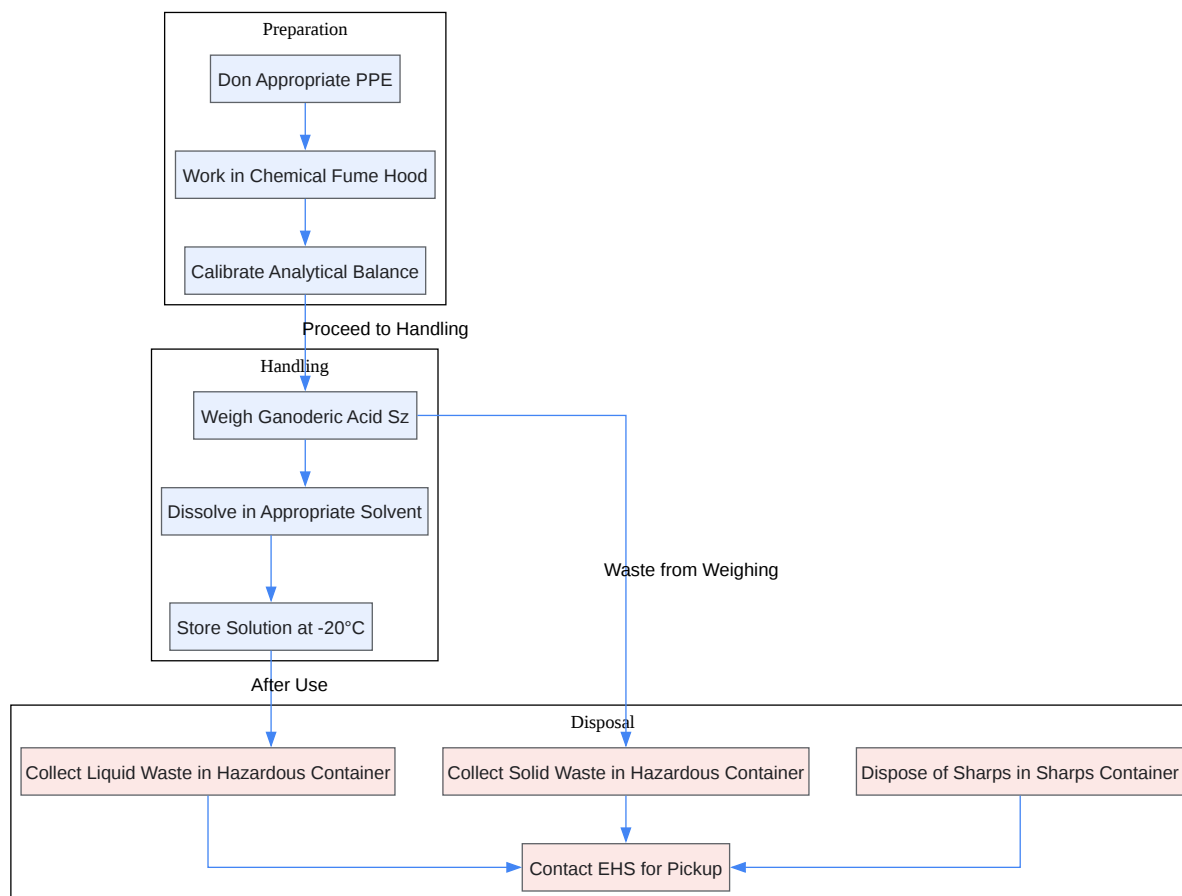 Preparation
Don Appropriate PPE
Work in Chemical Fume Hood
Calibrate Analytical Balance
Proceed to Handling
Handling
Weigh Ganoderic Acid Sz
Dissolve in Appropriate Solvent
Waste from Weighing
Store Solution at -20°C
After Use
Disposal
Collect Liquid Waste in Hazardous Container
Collect Solid Waste in Hazardous Container
Dispose of Sharps in Sharps Container
Contact EHS for Pickup